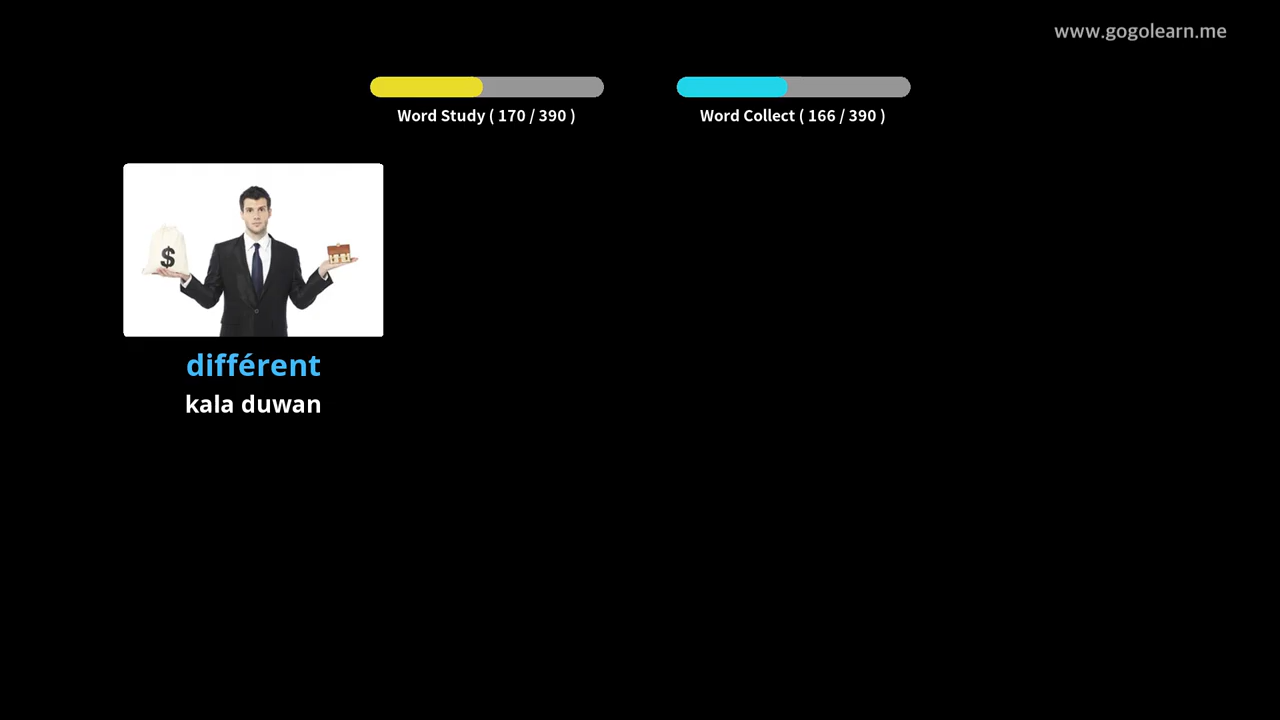 www.gogolearn.me
Word Study ( 170 / 390 )
Word Collect ( 166 / 390 )
$
différent
kala duwan